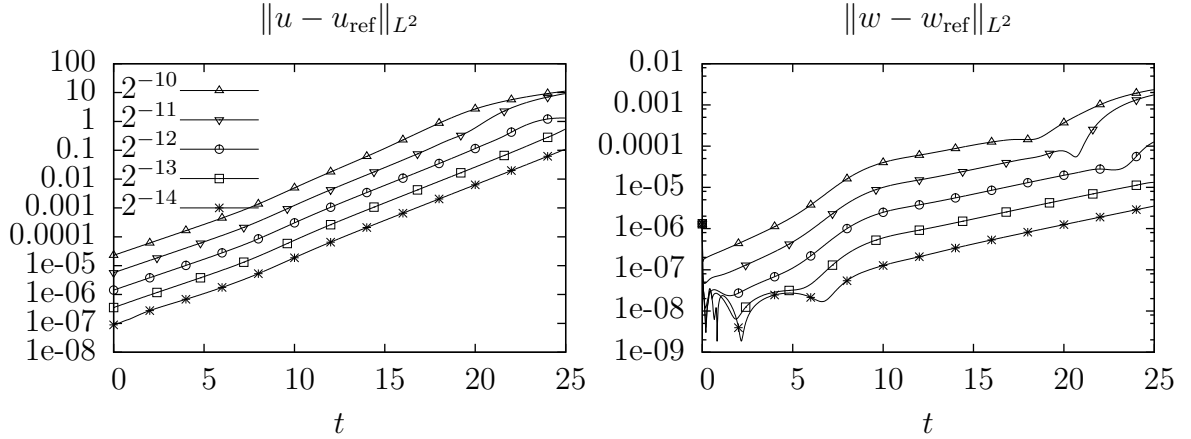 ‖u − u_ref‖_{L²}
100
10
1
0.1
0.01
0.001
0.0001
1e-05
1e-06
1e-07
1e-08
2^{−10}
2^{−11}
2^{−12}
2^{−13}
2^{−14}
0 5 10 15 20 25
t
‖w − w_ref‖_{L²}
0.01
0.001
0.0001
1e-05
1e-06
1e-07
1e-08
1e-09
0 5 10 15 20 25
t